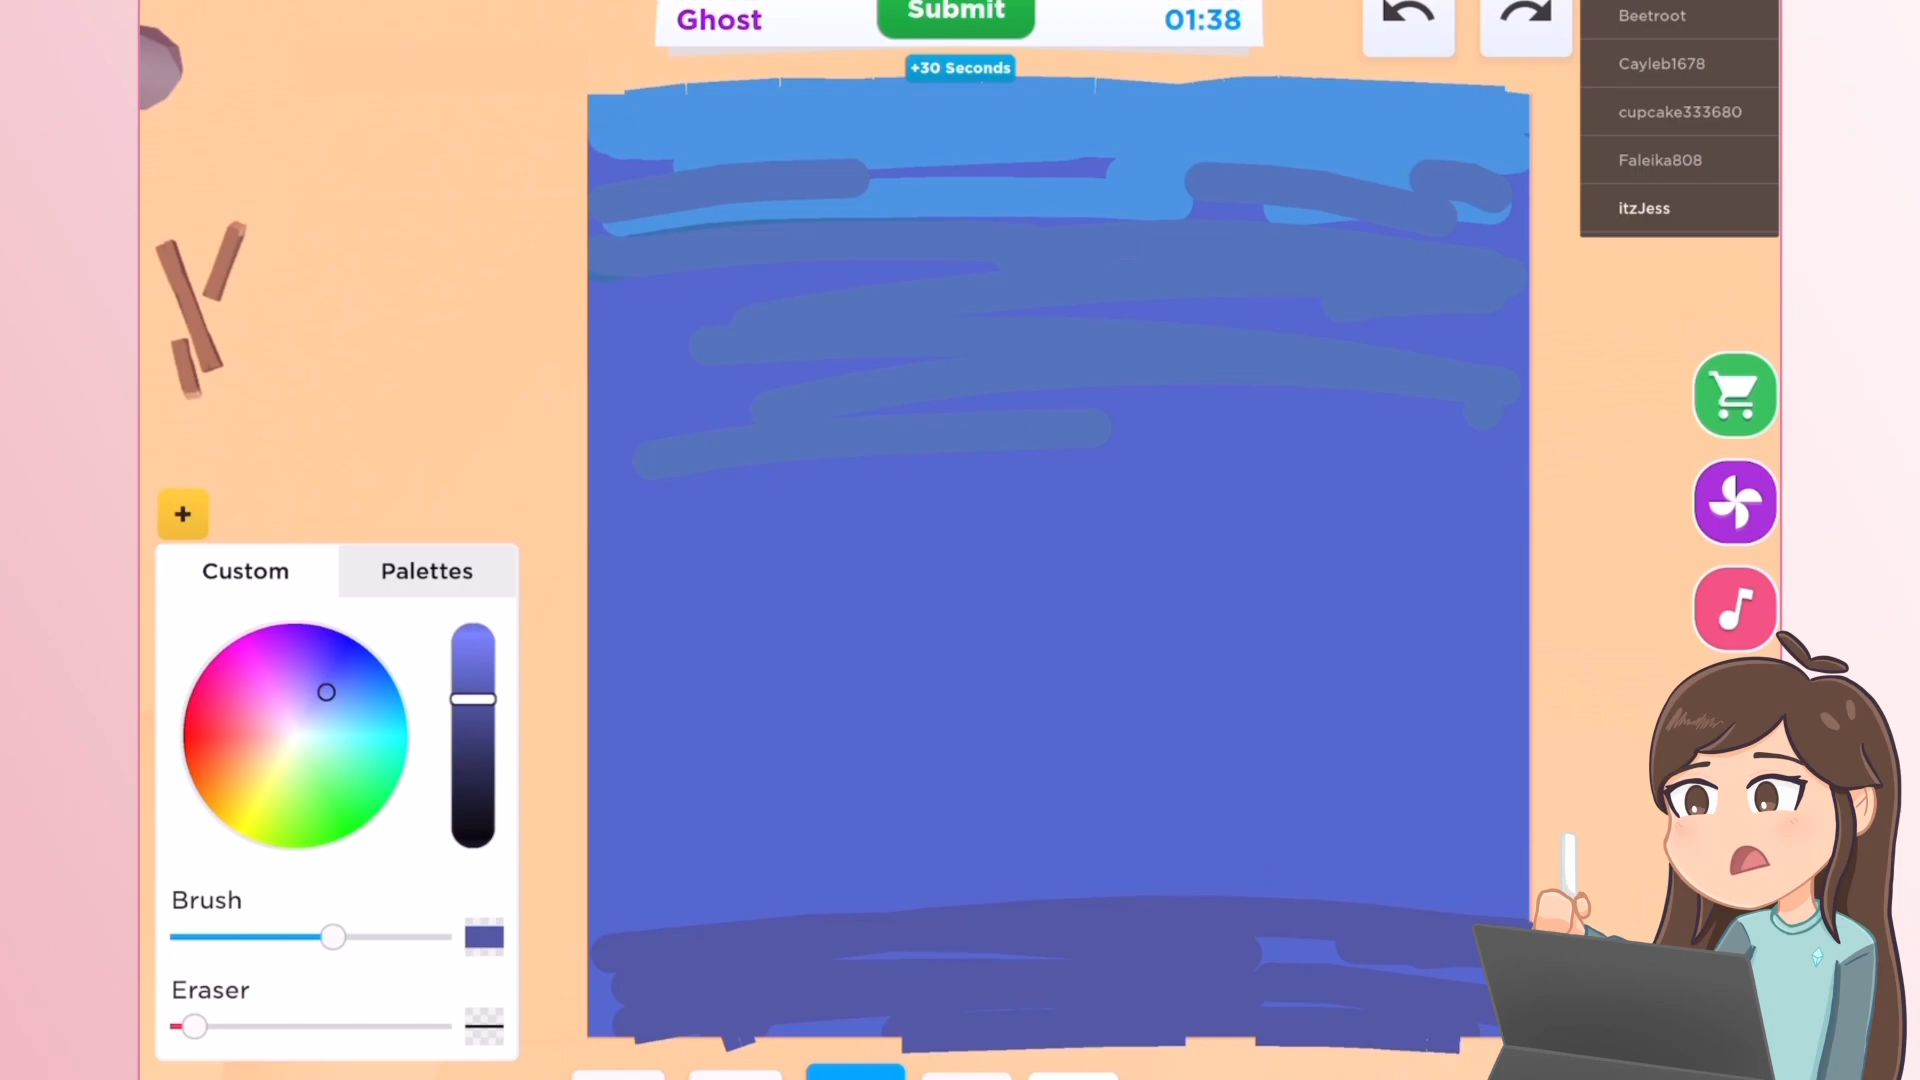 Ghost
Submit
01:38
+30 Seconds
Beetroot
Cayleb1678
cupcake333680
Faleika808
itzJess
+
Custom
Palettes
Brush
Eraser